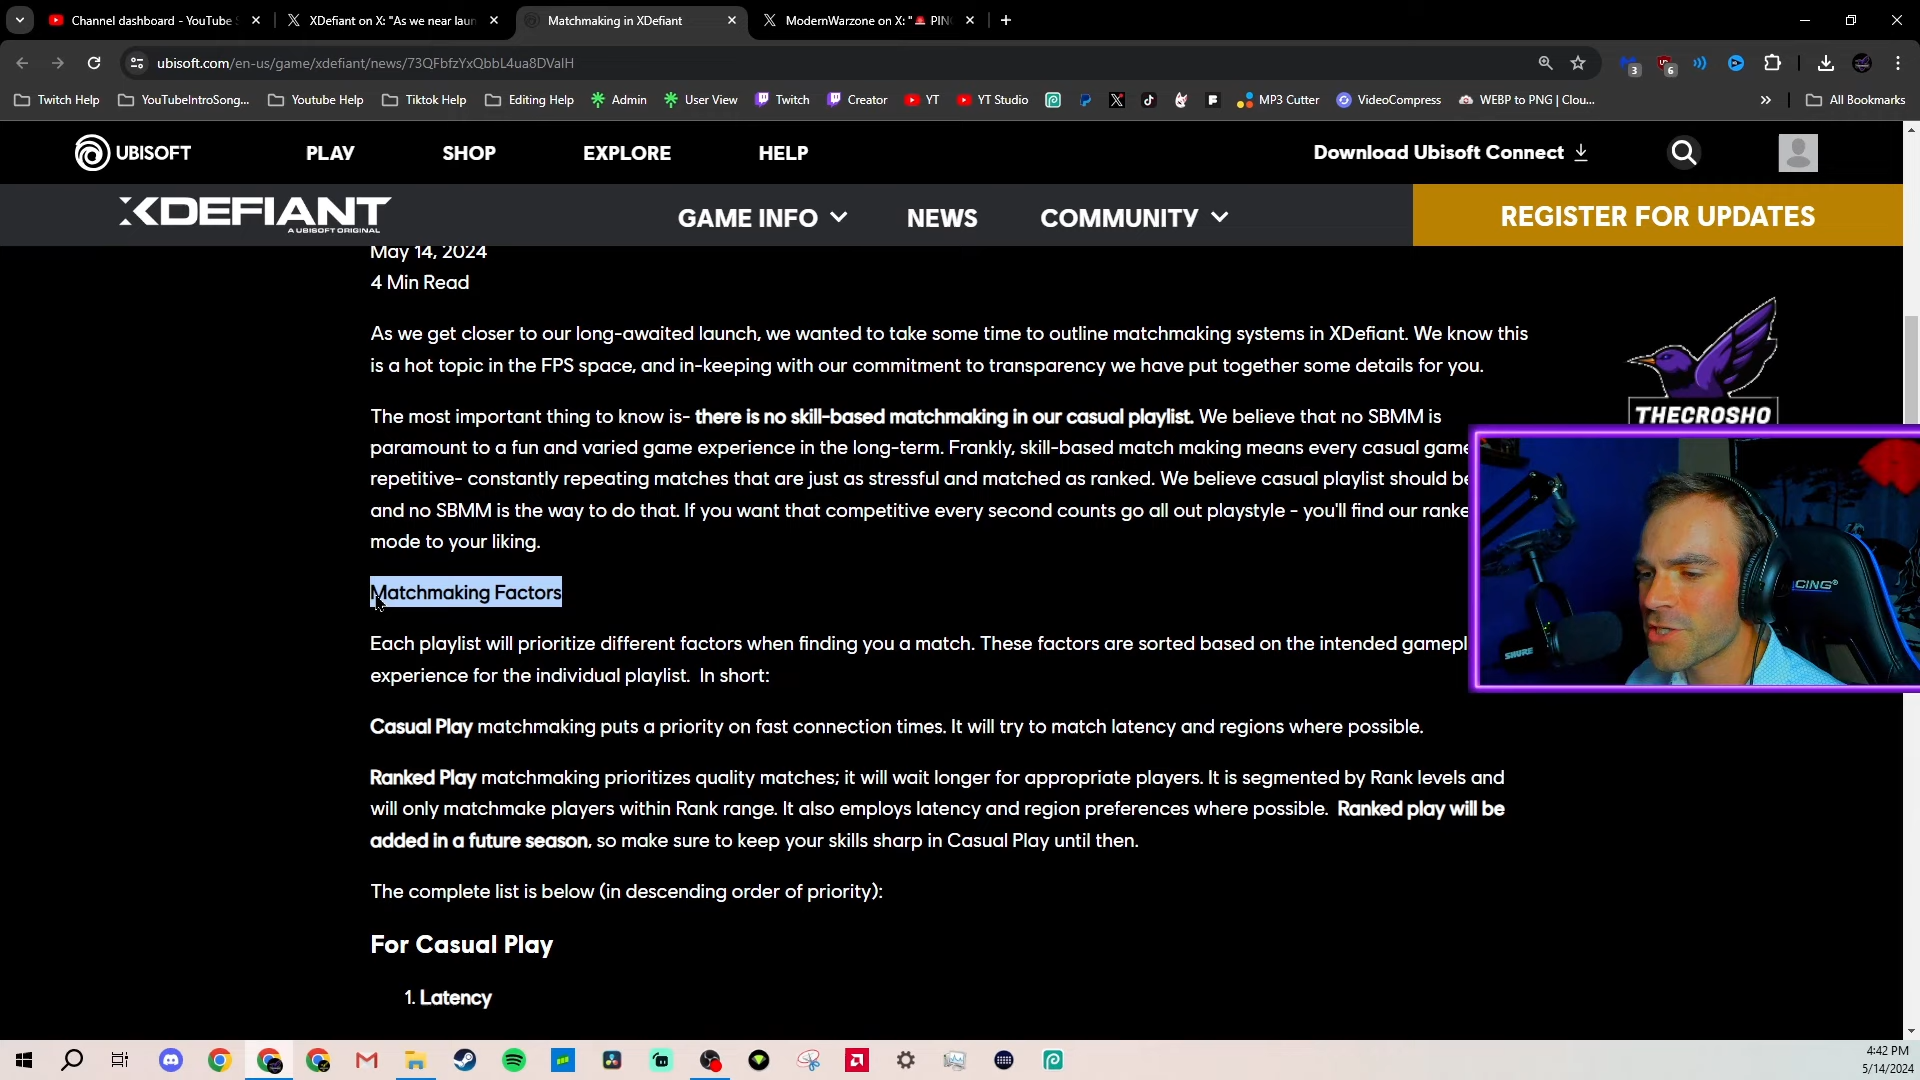 Channel dashboard - YouTube
XDefiant on X: "As we near laun
Matchmaking in XDefiant
ModernWarzone on X: "🚨 PIN
ubisoft.com/en-us/game/xdefiant/news/73QFbfzYxQbbL4ua8DValH
3
6
Twitch Help
YouTubeIntroSong...
Youtube Help
Tiktok Help
Editing Help
Admin
User View
Twitch
Creator
YT
YT Studio
MP3 Cutter
VideoCompress
WEBP to PNG | Clou...
All Bookmarks
UBISOFT
PLAY
SHOP
EXPLORE
HELP
Download Ubisoft Connect
XDEFIANT
A UBISOFT ORIGINAL
GAME INFO
NEWS
COMMUNITY
REGISTER FOR UPDATES
May 14, 2024
4 Min Read
As we get closer to our long-awaited launch, we wanted to take some time to outline matchmaking systems in XDefiant. We know this
is a hot topic in the FPS space, and in-keeping with our commitment to transparency we have put together some details for you.
The most important thing to know is- there is no skill-based matchmaking in our casual playlist. We believe that no SBMM is
paramount to a fun and varied game experience in the long-term. Frankly, skill-based match making means every casual game
repetitive- constantly repeating matches that are just as stressful and matched as ranked. We believe casual playlist should be
and no SBMM is the way to do that. If you want that competitive every second counts go all out playstyle - you'll find our ranke
mode to your liking.
Matchmaking Factors
Each playlist will prioritize different factors when finding you a match. These factors are sorted based on the intended gamepl
experience for the individual playlist. In short:
Casual Play matchmaking puts a priority on fast connection times. It will try to match latency and regions where possible.
Ranked Play matchmaking prioritizes quality matches; it will wait longer for appropriate players. It is segmented by Rank levels and
will only matchmake players within Rank range. It also employs latency and region preferences where possible. Ranked play will be
added in a future season, so make sure to keep your skills sharp in Casual Play until then.
The complete list is below (in descending order of priority):
For Casual Play
1. Latency
THECROSHO
SHURE
CING
4:42 PM
5/14/2024